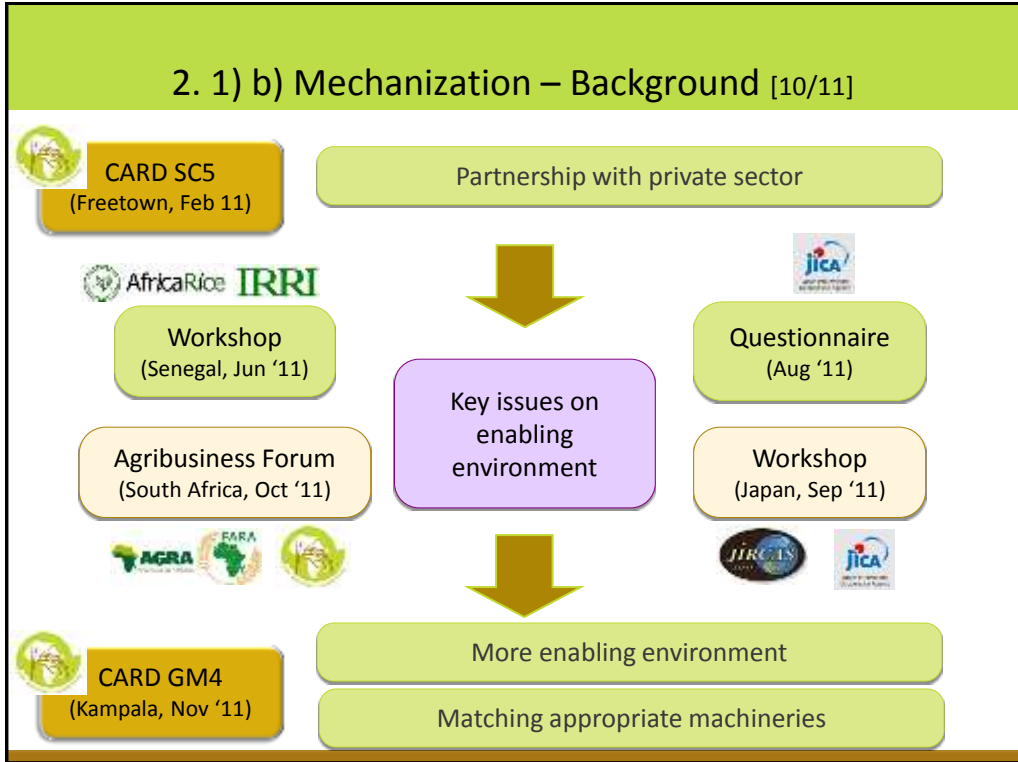 2. 1) b) Mechanization – Background [10/11]
CARD SC5
(Freetown, Feb 11)
Partnership with private sector
AfricaRice IRRI
jICA
Workshop
(Senegal, Jun ‘11)
Questionnaire
(Aug ‘11)
Key issues on
enabling
environment
Agribusiness Forum
(South Africa, Oct ‘11)
Workshop
(Japan, Sep ‘11)
AGRA
FARA
JIRCAS
jICA
CARD GM4
(Kampala, Nov ‘11)
More enabling environment
Matching appropriate machineries